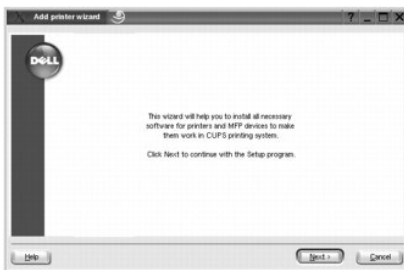 Add printer wizard
DELL
This wizard will help you to install all necessary
software for printers and MFP devices to make
them work in CUPS printing system.
Click Next to continue with the Setup program.
Help
Next >
Cancel